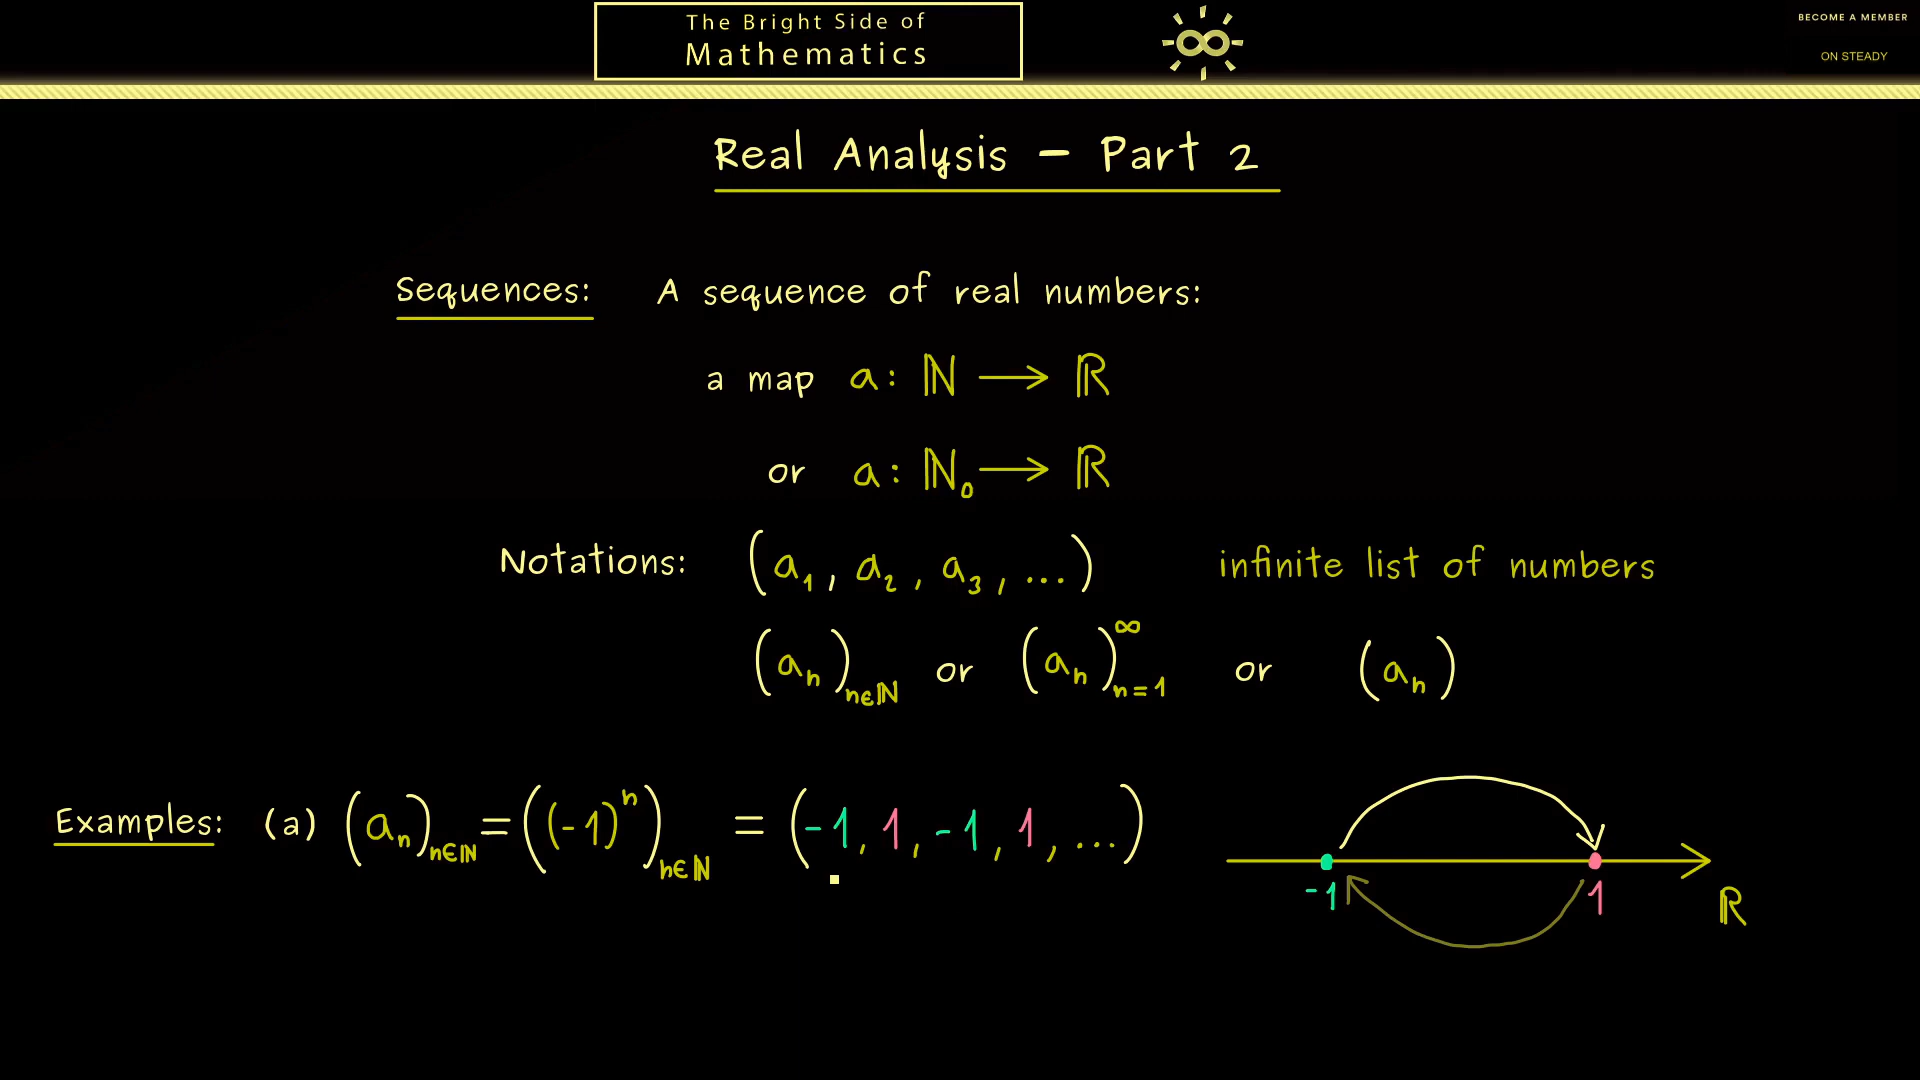 The Bright Side of
Mathematics
BECOME A MEMBER
ON STEADY
Real Analysis – Part 2
Sequences: A sequence of real numbers:
a map a: ℕ ⟶ ℝ
or a: ℕ₀ ⟶ ℝ
Notations: (a₁, a₂, a₃, ...) infinite list of numbers
(aₙ)ₙ∈ℕ or (aₙ)ₙ₌₁^∞ or (aₙ)
Examples: (a) (aₙ)ₙ∈ℕ = ((-1)ⁿ)ₙ∈ℕ = (-1, 1, -1, 1, ...)
-1 1 ℝ